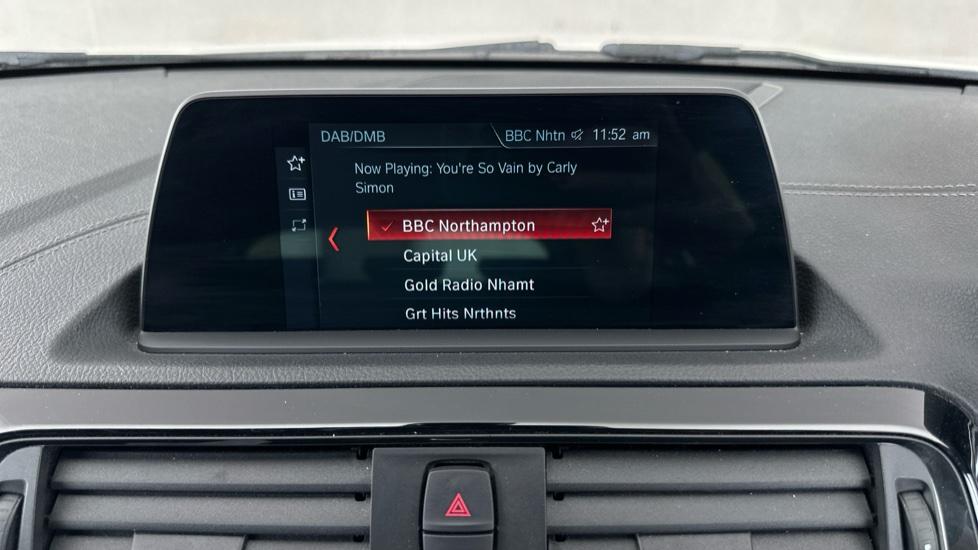 DAB/DMB
BBC Nhtn 11:52 am
Now Playing: You're So Vain by Carly
Simon
BBC Northampton
Capital UK
Gold Radio Nhamt
Grt Hits Nrthnts